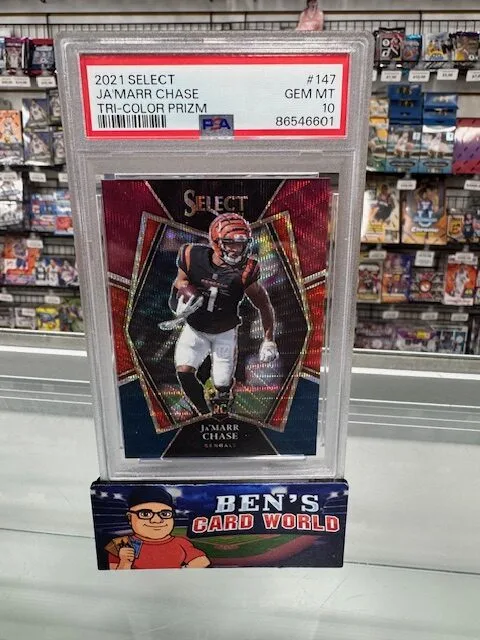 2021 SELECT #147
JA'MARR CHASE GEM MT
TRI-COLOR PRIZM 10
PSA 86546601
SELECT
1
RC
JA'MARR
CHASE
BENGALS
BEN'S
CARD WORLD